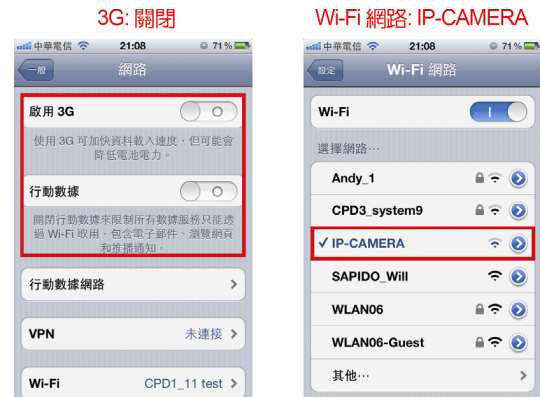 3G: 關閉
中華電信 21:08 71%
一般 網路
啟用 3G
使用 3G 可加快資料載入速度，但可能會
降低電池電力。
行動數據
關閉行動數據來限制所有數據服務只能透
過 Wi-Fi 取用，包含電子郵件、瀏覽網頁
和推播通知。
行動數據網路
VPN 未連接
Wi-Fi CPD1_11 test
Wi-Fi 網路: IP-CAMERA
中華電信 21:08 71%
設定 Wi-Fi 網路
Wi-Fi
選擇網路…
Andy_1
CPD3_system9
✓ IP-CAMERA
SAPIDO_Will
WLAN06
WLAN06-Guest
其他…